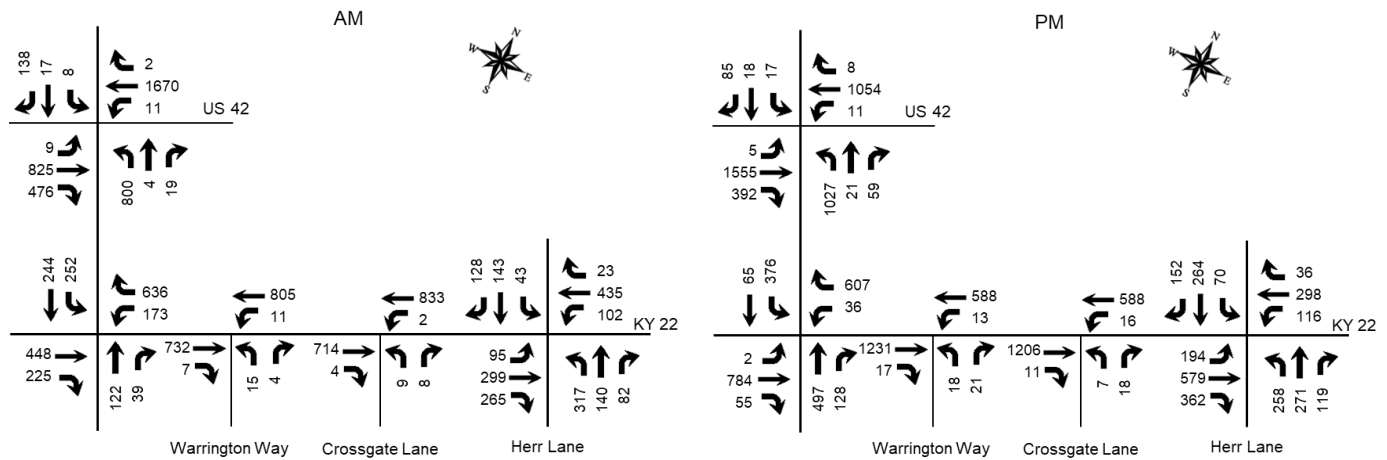 AM
138 17 8
2
1670
11
US 42
9
825
476
800 4 19
N
W
E
S
244 252
636
173
448
225
122 39
805
11
732
7
15 4
833
2
714
4
9 8
128 143 43
23
435
102
KY 22
95
299
265
317 140 82
Warrington Way
Crossgate Lane
Herr Lane
PM
85 18 17
8
1054
11
US 42
5
1555
392
1027 21 59
N
W
E
S
65 376
607
36
2
784
55
497 128
588
13
1231
17
18 21
588
16
1206
11
7 18
152 264 70
36
298
116
KY 22
194
579
362
258 271 119
Warrington Way
Crossgate Lane
Herr Lane